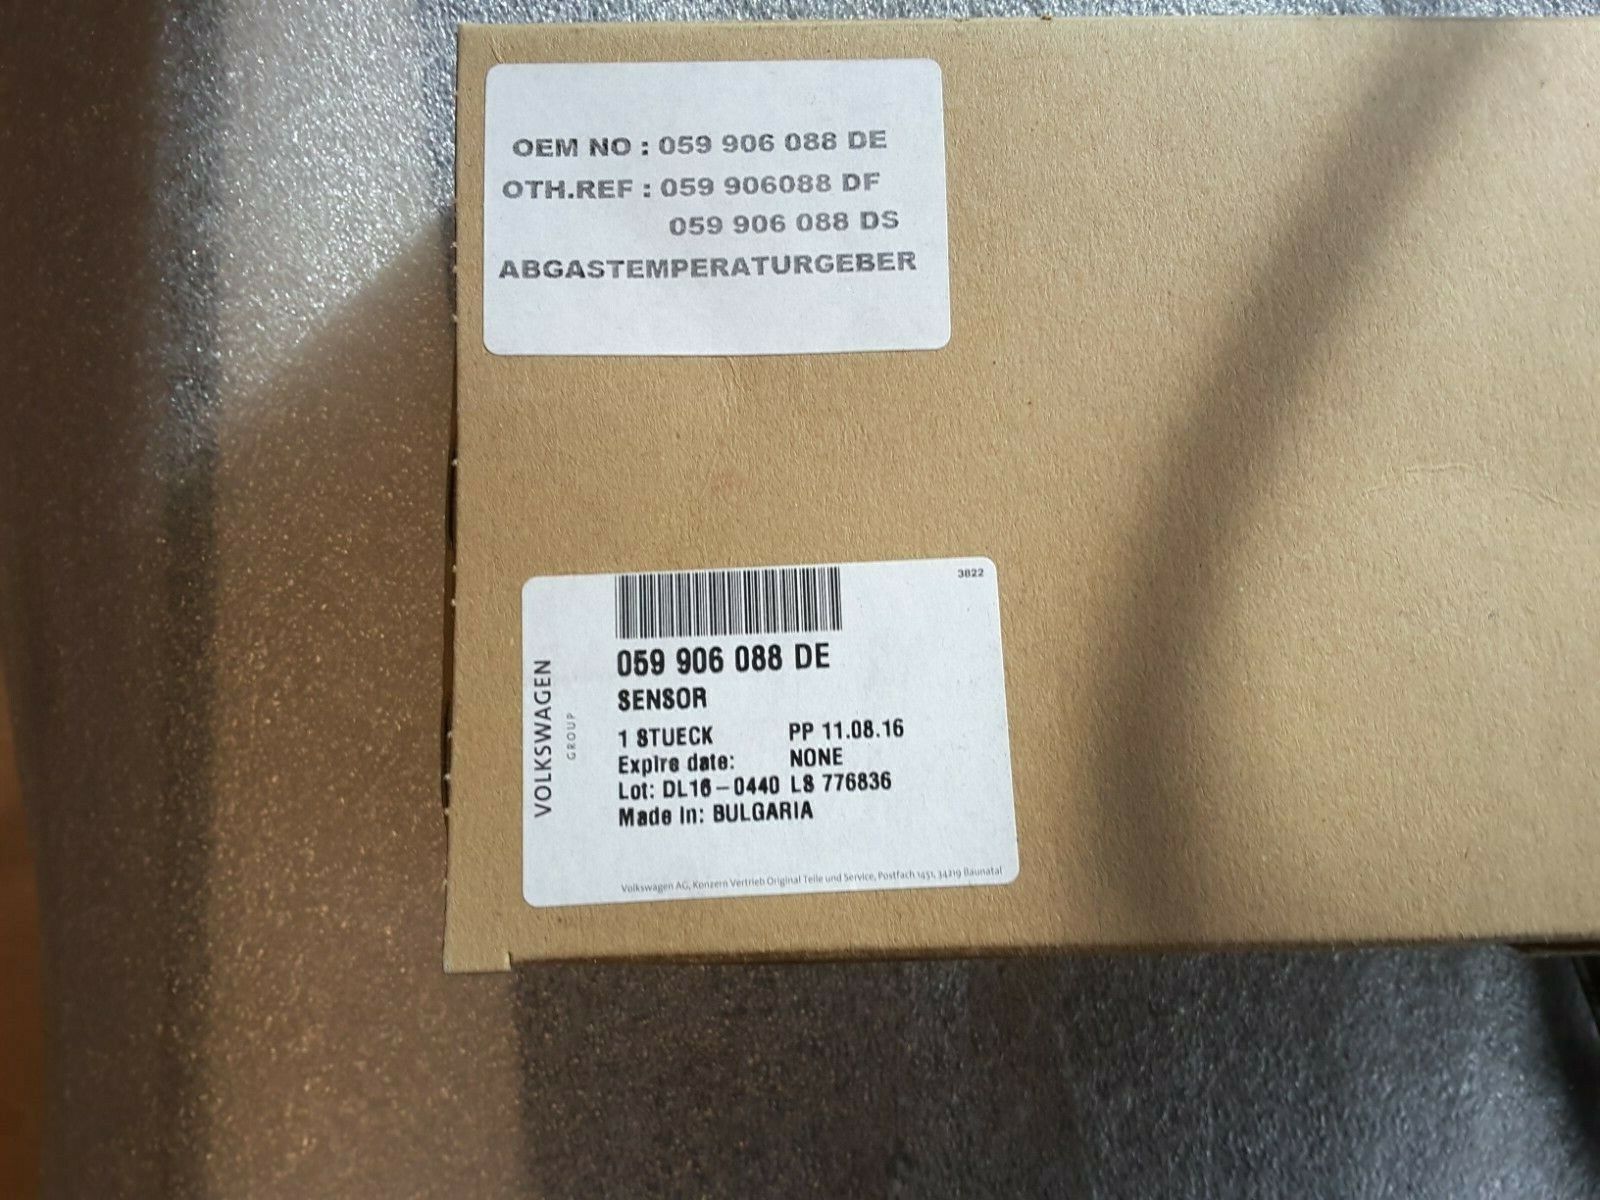 OEM NO : 059 906 088 DE
OTH.REF : 059 906088 DF
059 906 088 DS
ABGASTEMPERATURGEBER
3822
VOLKSWAGEN
GROUP
059 906 088 DE
SENSOR
1 STUECK PP 11.08.16
Expire date: NONE
Lot: DL16-0440 L8 776836
Made in: BULGARIA
Volkswagen AG, Konzern Vertrieb Original Teile und Service, Postfach 1451, 34219 Baunatal